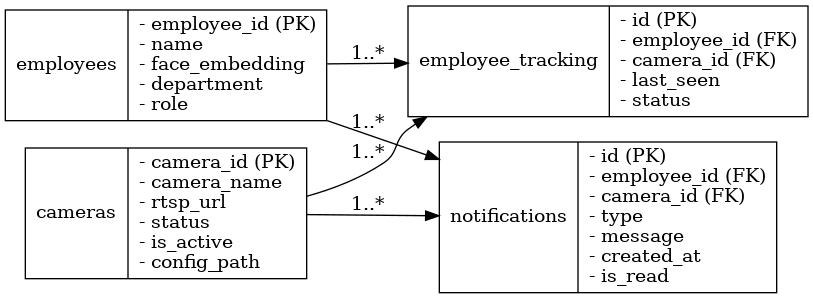 employees
- employee_id (PK)
- name
- face_embedding
- department
- role
1..*
employee_tracking
- id (PK)
- employee_id (FK)
- camera_id (FK)
- last_seen
- status
1..*
1..*
cameras
- camera_id (PK)
- camera_name
- rtsp_url
- status
- is_active
- config_path
1..*
notifications
- id (PK)
- employee_id (FK)
- camera_id (FK)
- type
- message
- created_at
- is_read